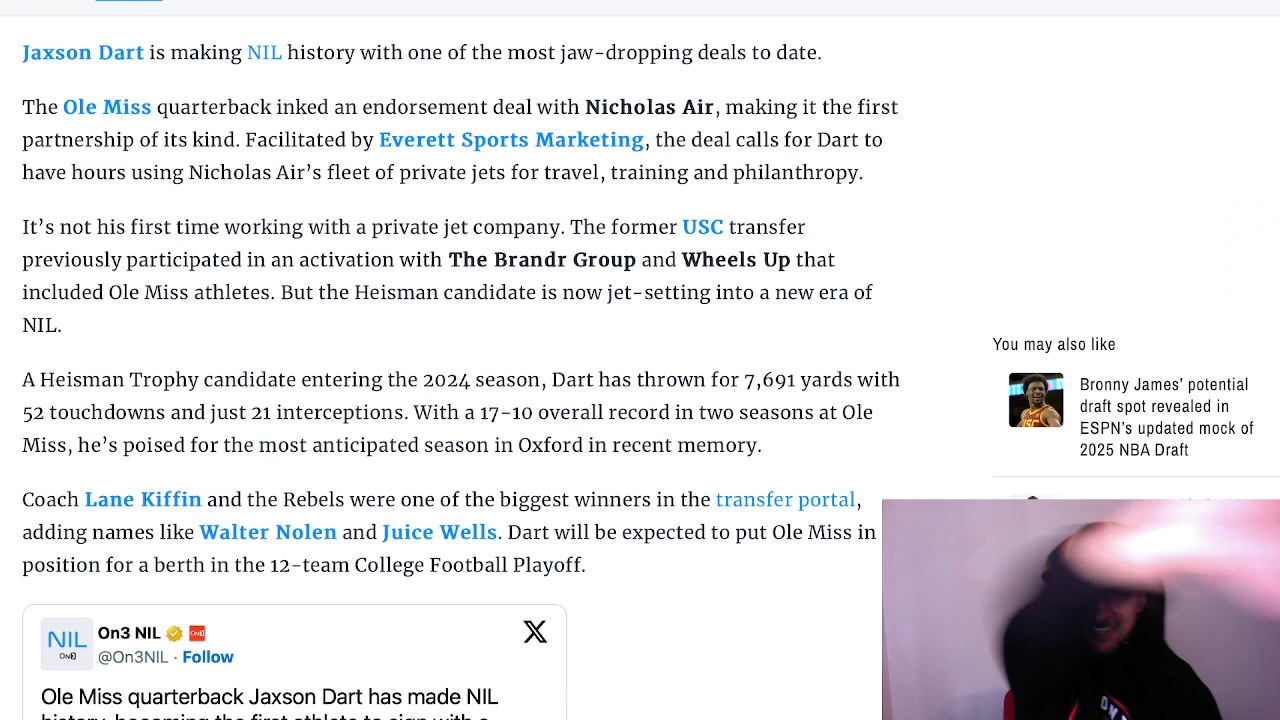 Jaxson Dart is making NIL history with one of the most jaw-dropping deals to date.
The Ole Miss quarterback inked an endorsement deal with Nicholas Air, making it the first
partnership of its kind. Facilitated by Everett Sports Marketing, the deal calls for Dart to
have hours using Nicholas Air’s fleet of private jets for travel, training and philanthropy.
It’s not his first time working with a private jet company. The former USC transfer
previously participated in an activation with The Brandr Group and Wheels Up that
included Ole Miss athletes. But the Heisman candidate is now jet-setting into a new era of
NIL.
A Heisman Trophy candidate entering the 2024 season, Dart has thrown for 7,691 yards with
52 touchdowns and just 21 interceptions. With a 17-10 overall record in two seasons at Ole
Miss, he’s poised for the most anticipated season in Oxford in recent memory.
Coach Lane Kiffin and the Rebels were one of the biggest winners in the transfer portal,
adding names like Walter Nolen and Juice Wells. Dart will be expected to put Ole Miss in
position for a berth in the 12-team College Football Playoff.
NIL
On3
On3 NIL On3
@On3NIL · Follow
X
Ole Miss quarterback Jaxson Dart has made NIL
history, becoming the first athlete to sign with a
You may also like
Bronny James’ potential
draft spot revealed in
ESPN’s updated mock of
2025 NBA Draft
USC